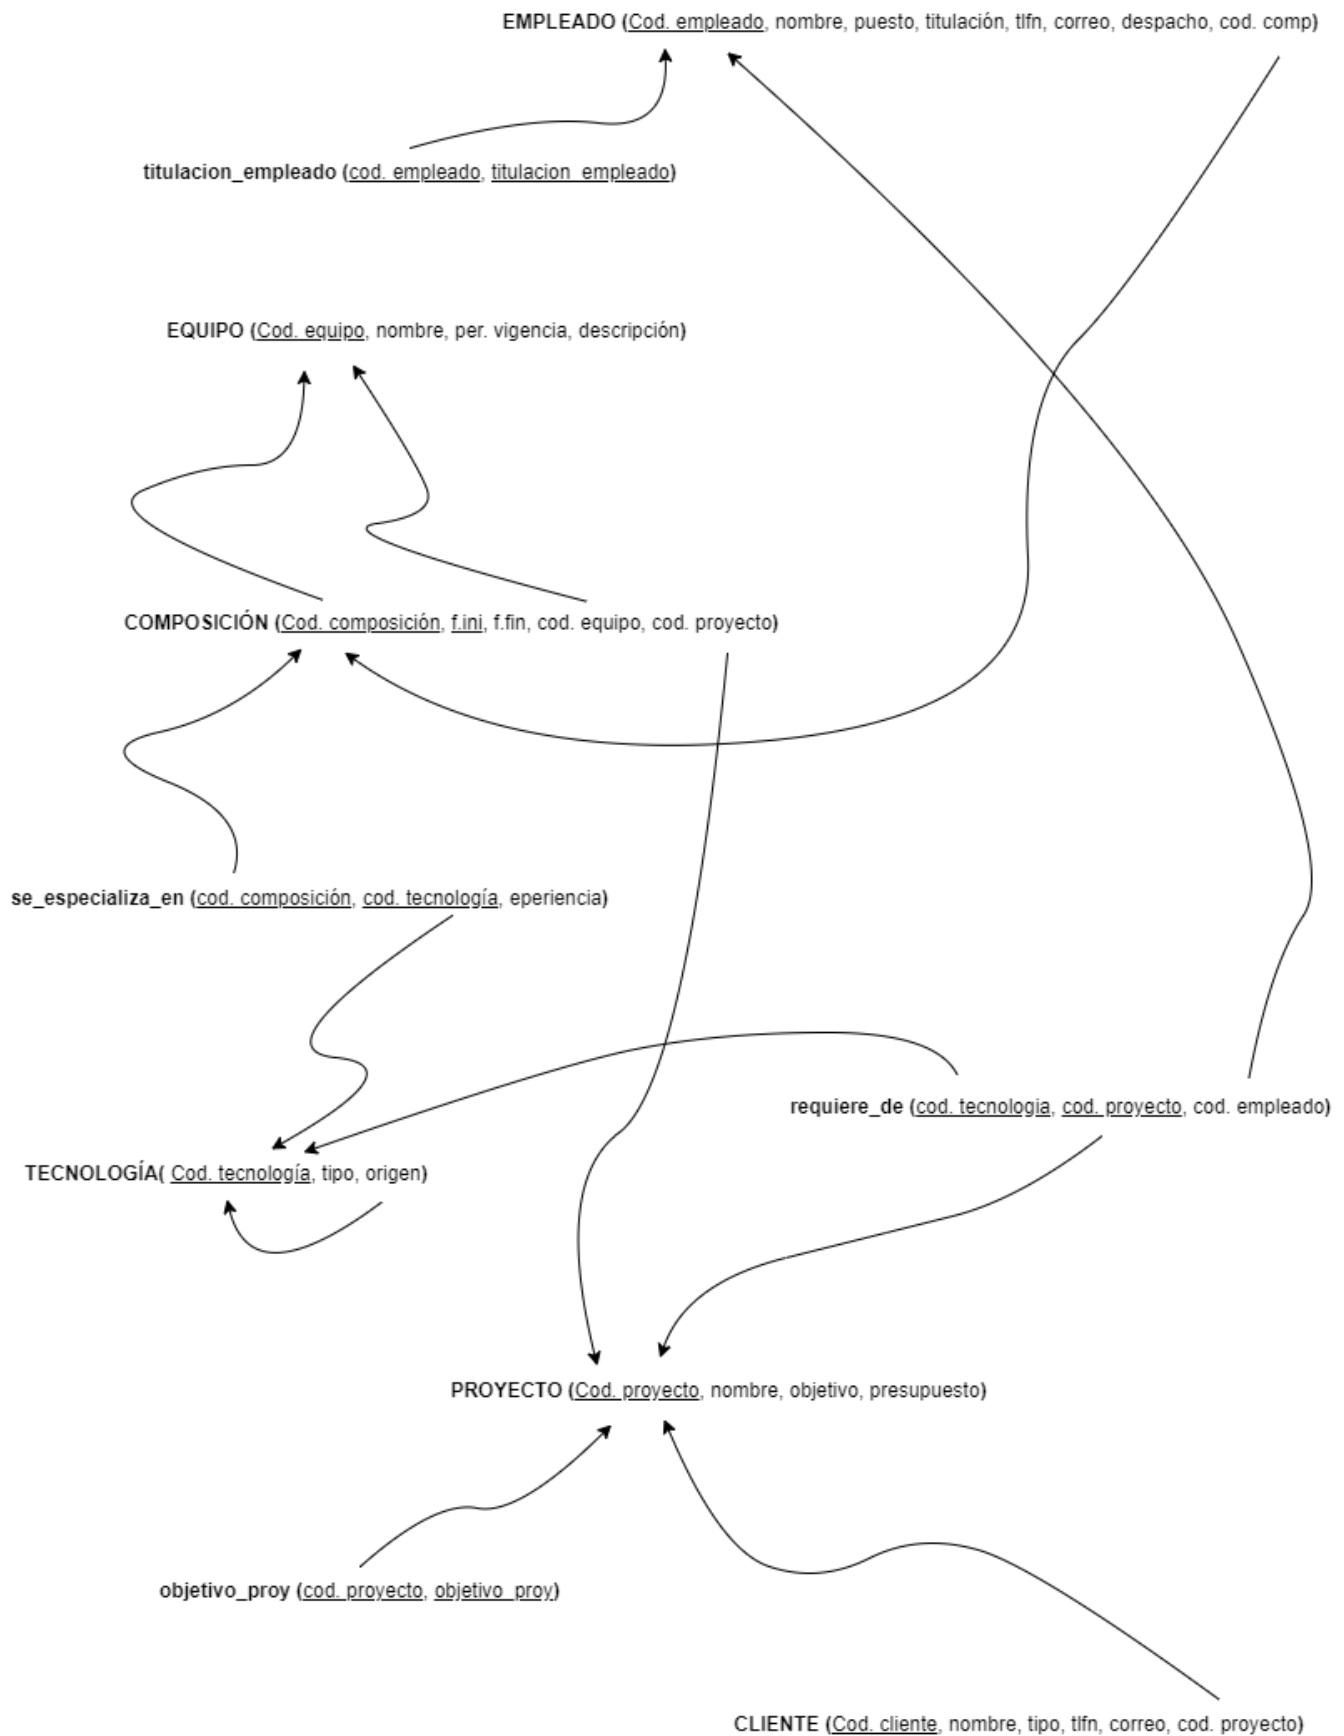 EMPLEADO (Cod. empleado, nombre, puesto, titulación, tlfn, correo, despacho, cod. comp)
titulacion_empleado (cod. empleado, titulacion_empleado)
EQUIPO (Cod. equipo, nombre, per. vigencia, descripción)
COMPOSICIÓN (Cod. composición, f.ini, f.fin, cod. equipo, cod. proyecto)
se_especializa_en (cod. composición, cod. tecnología, eperiencia)
requiere_de (cod. tecnologia, cod. proyecto, cod. empleado)
TECNOLOGÍA( Cod. tecnología, tipo, origen)
PROYECTO (Cod. proyecto, nombre, objetivo, presupuesto)
objetivo_proy (cod. proyecto, objetivo_proy)
CLIENTE (Cod. cliente, nombre, tipo, tlfn, correo, cod. proyecto)